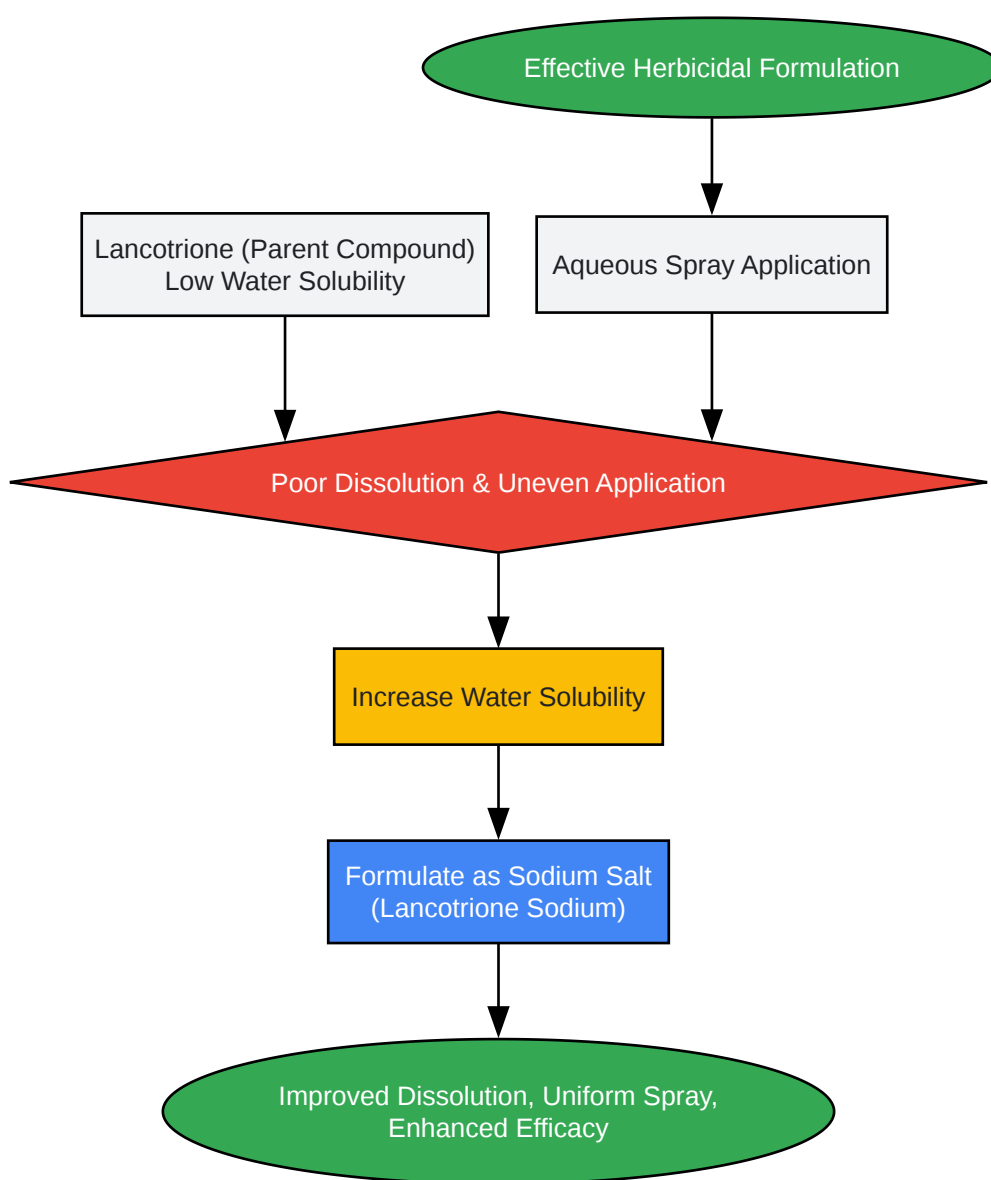 Effective Herbicidal Formulation
Lancotrione (Parent Compound)
Low Water Solubility
Aqueous Spray Application
Poor Dissolution & Uneven Application
Increase Water Solubility
Formulate as Sodium Salt
(Lancotrione Sodium)
Improved Dissolution, Uniform Spray,
Enhanced Efficacy